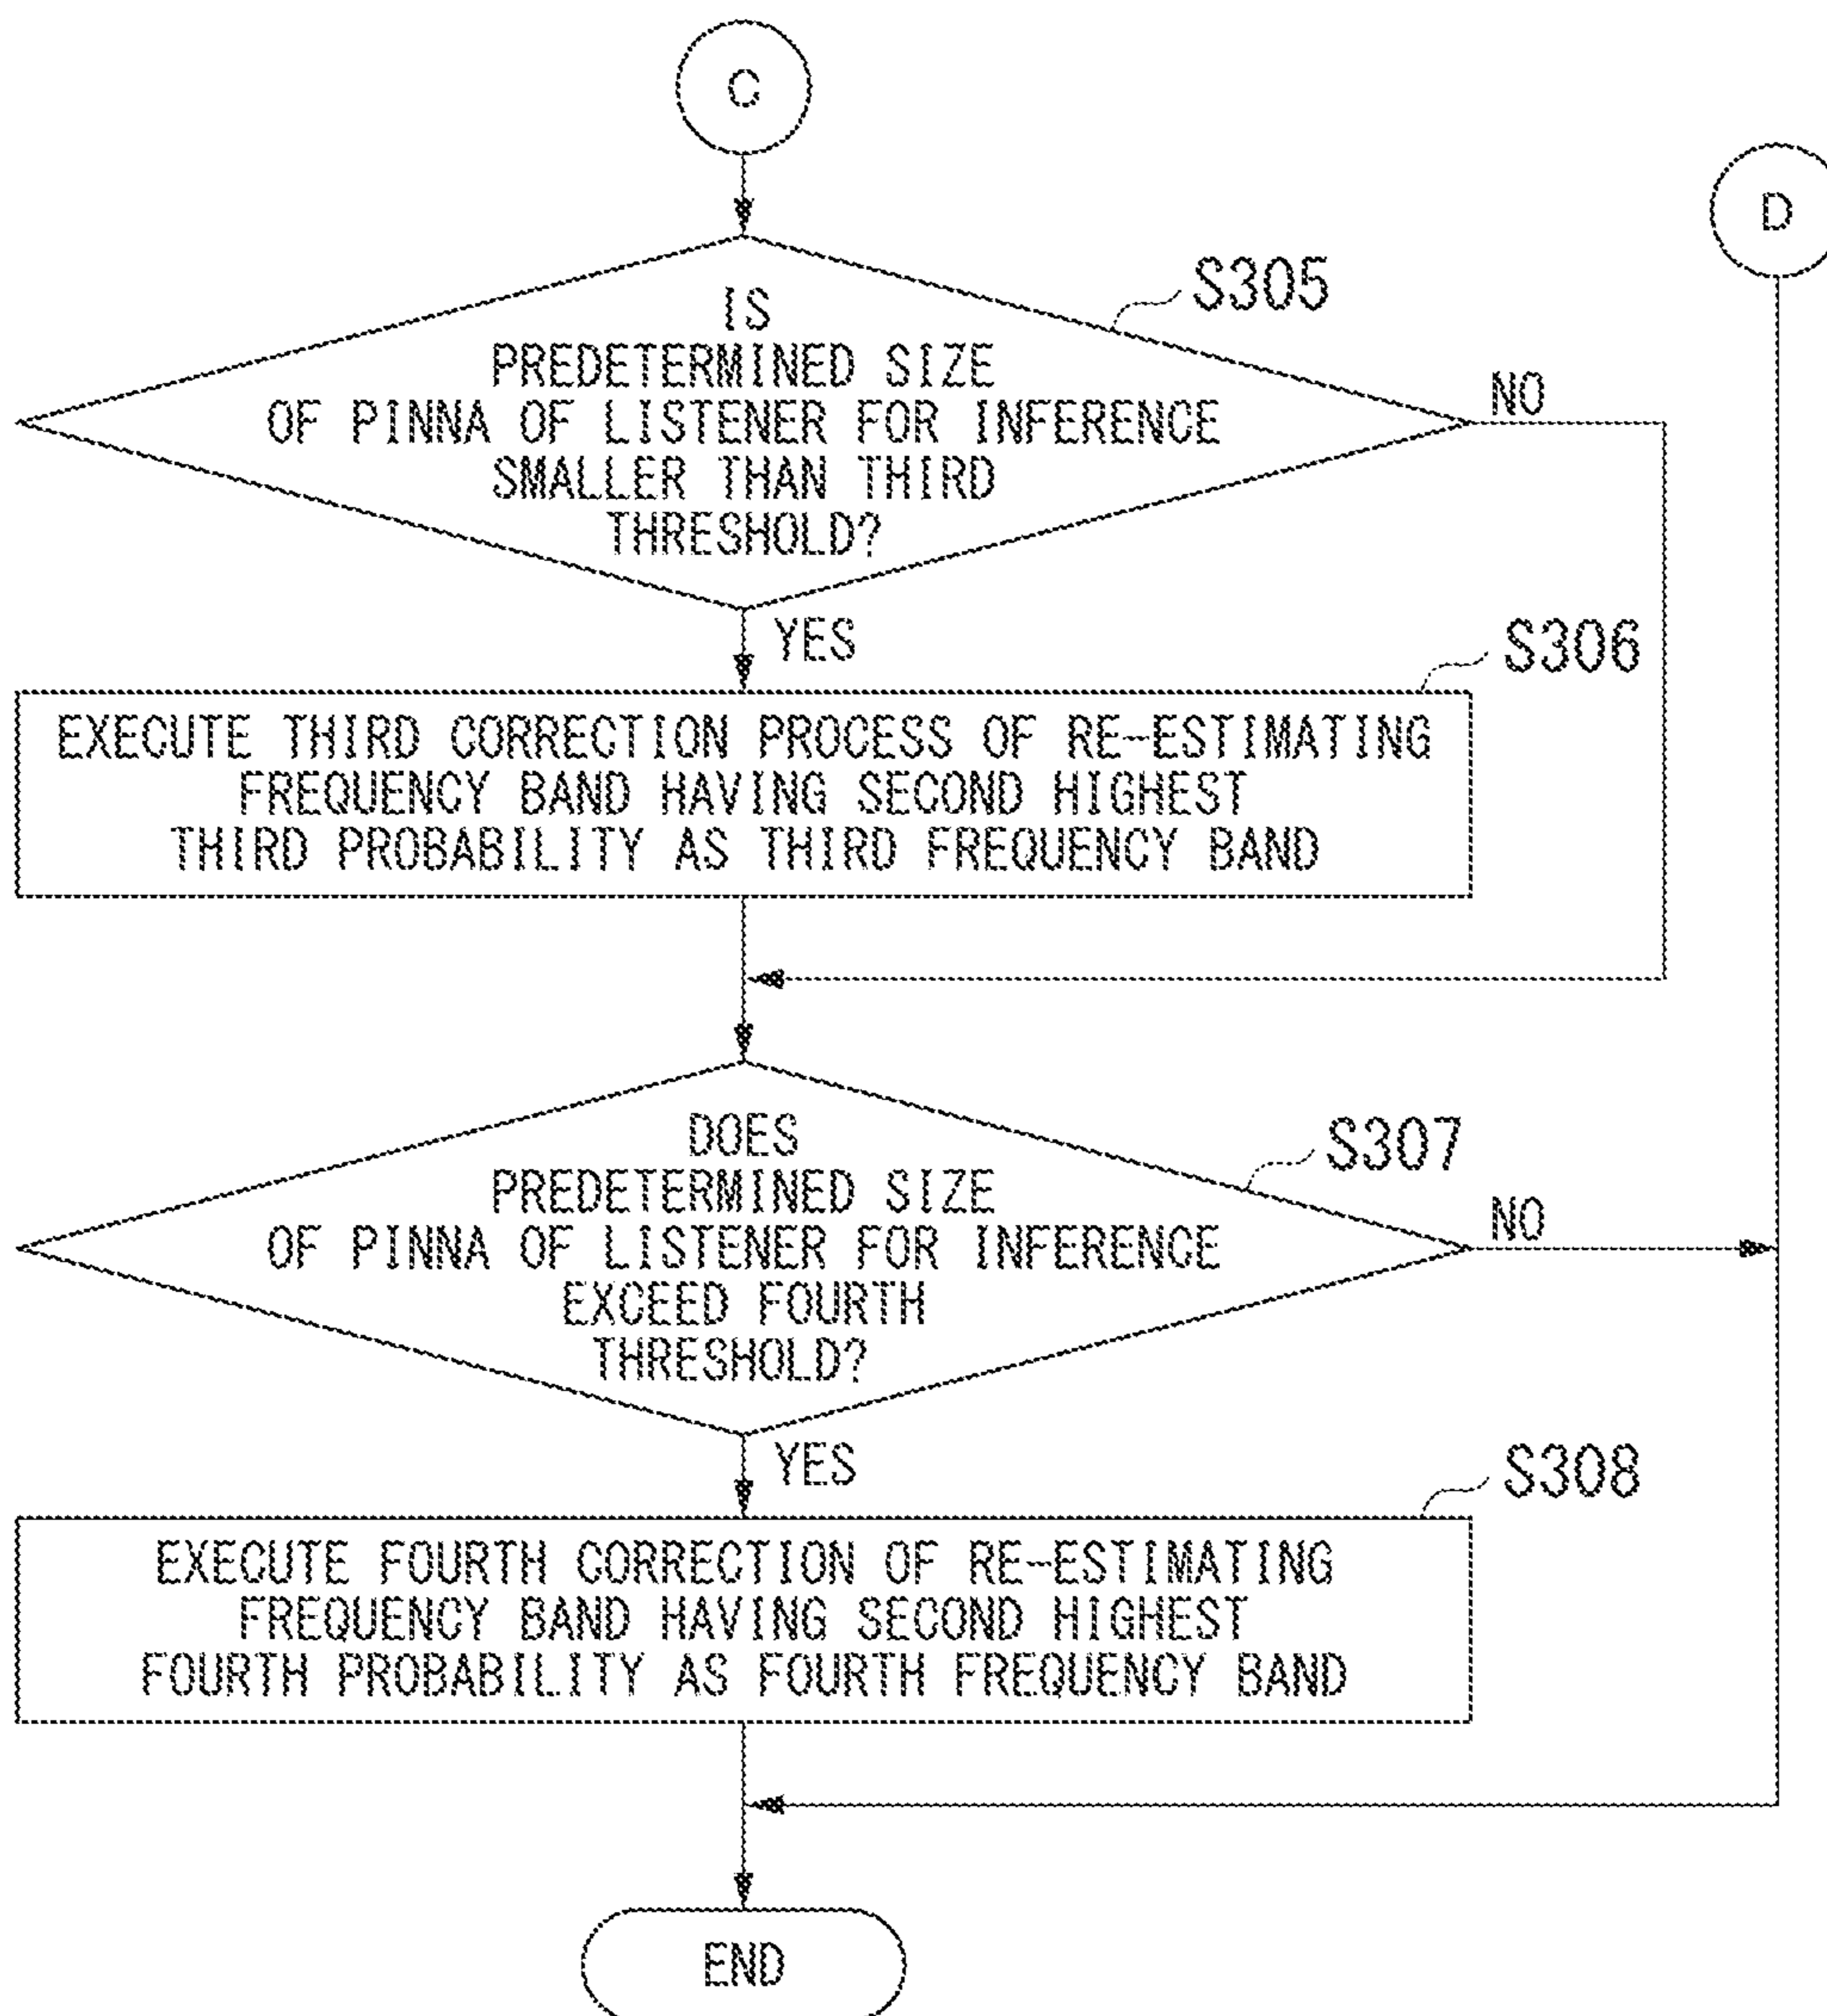 C
D
S305
IS
PREDETERMINED SIZE
OF PINNA OF LISTENER FOR INFERENCE
SMALLER THAN THIRD
THRESHOLD?
NO
YES
S306
EXECUTE THIRD CORRECTION PROCESS OF RE-ESTIMATING
FREQUENCY BAND HAVING SECOND HIGHEST
THIRD PROBABILITY AS THIRD FREQUENCY BAND
S307
DOES
PREDETERMINED SIZE
OF PINNA OF LISTENER FOR INFERENCE
EXCEED FOURTH
THRESHOLD?
NO
YES
S308
EXECUTE FOURTH CORRECTION OF RE-ESTIMATING
FREQUENCY BAND HAVING SECOND HIGHEST
FOURTH PROBABILITY AS FOURTH FREQUENCY BAND
END